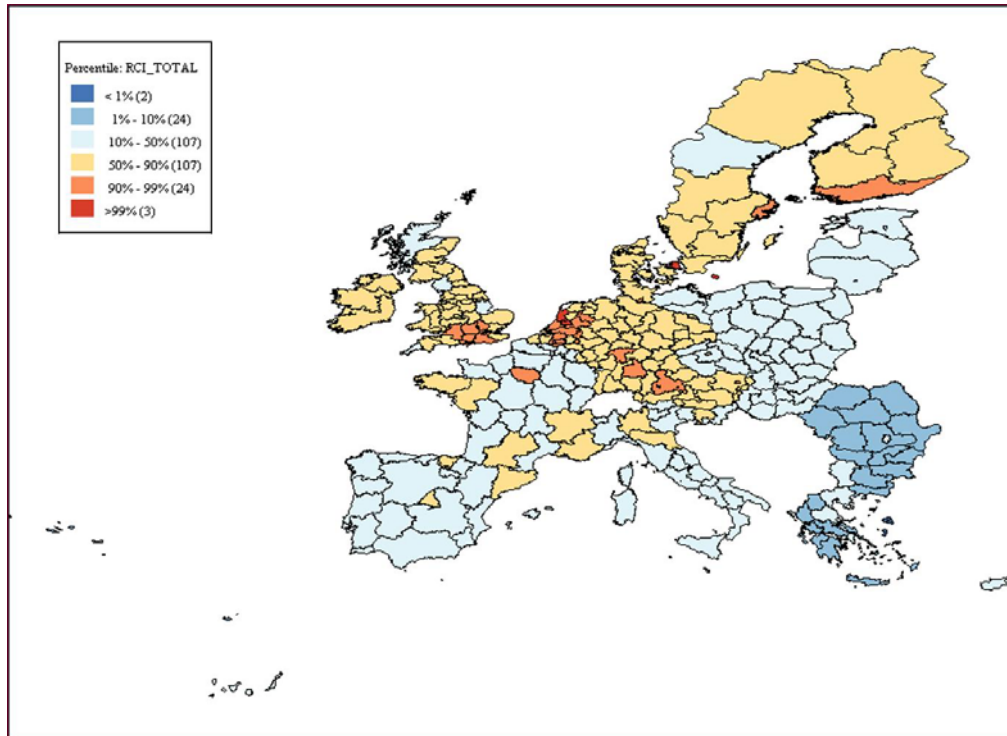 Percentile: RCI_TOTAL
< 1% (2)
1% - 10% (24)
10% - 50% (107)
50% - 90% (107)
90% - 99% (24)
>99% (3)